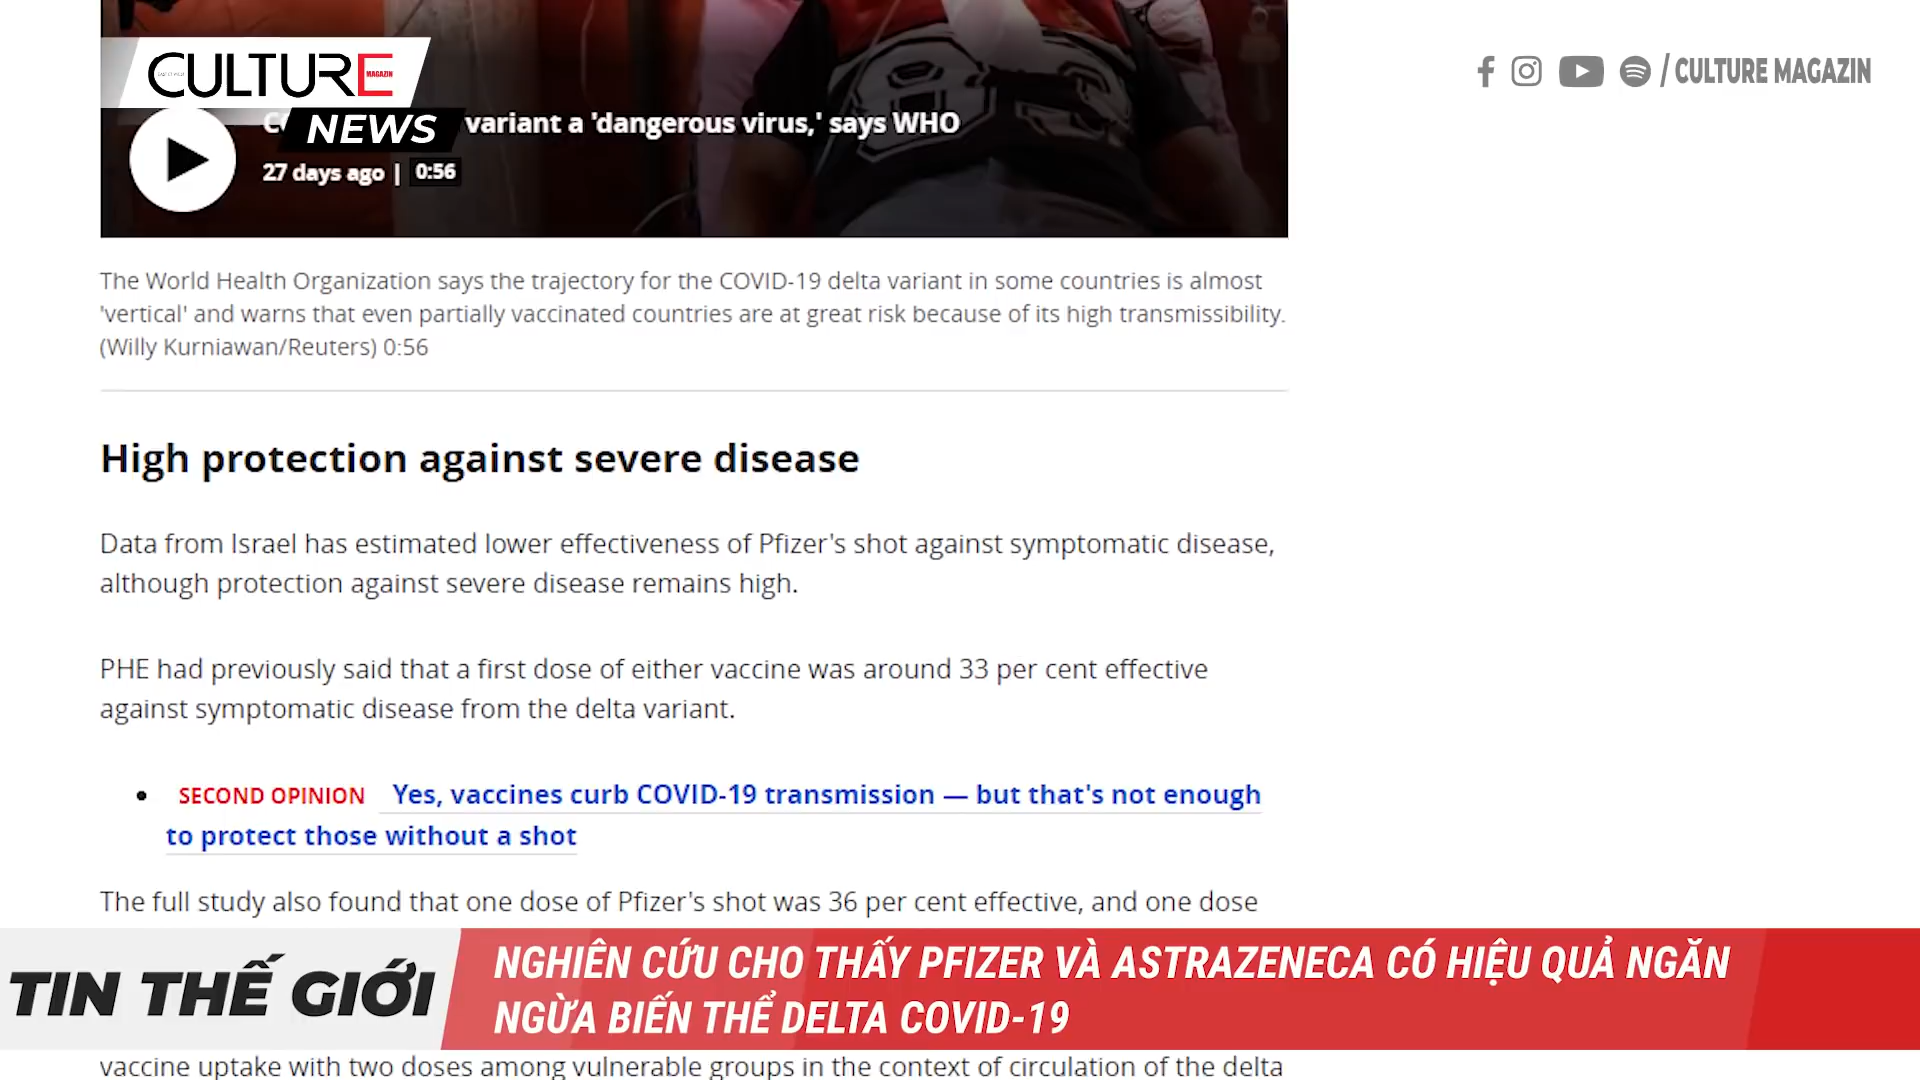 CULTURE
MAGAZIN
NEWS
/ CULTURE MAGAZIN
variant a 'dangerous virus,' says WHO
27 days ago | 0:56
The World Health Organization says the trajectory for the COVID-19 delta variant in some countries is almost
'vertical' and warns that even partially vaccinated countries are at great risk because of its high transmissibility.
(Willy Kurniawan/Reuters) 0:56
High protection against severe disease
Data from Israel has estimated lower effectiveness of Pfizer's shot against symptomatic disease,
although protection against severe disease remains high.
PHE had previously said that a first dose of either vaccine was around 33 per cent effective
against symptomatic disease from the delta variant.
SECOND OPINION Yes, vaccines curb COVID-19 transmission — but that's not enough
to protect those without a shot
The full study also found that one dose of Pfizer's shot was 36 per cent effective, and one dose
TIN THẾ GIỚI
NGHIÊN CỨU CHO THẤY PFIZER VÀ ASTRAZENECA CÓ HIỆU QUẢ NGĂN
NGỪA BIẾN THỂ DELTA COVID-19
vaccine uptake with two doses among vulnerable groups in the context of circulation of the delta